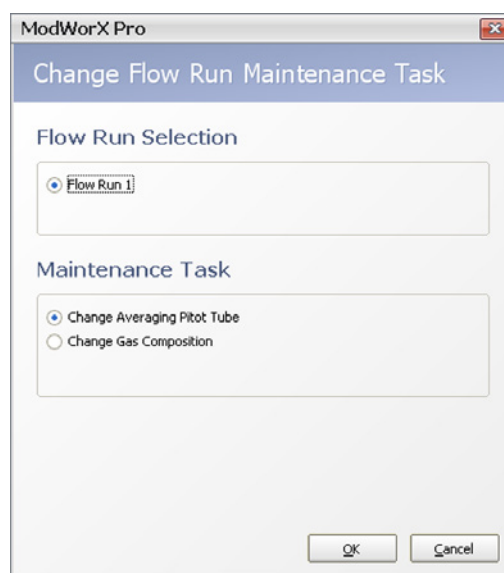 ModWorX Pro
Change Flow Run Maintenance Task
Flow Run Selection
Flow Run 1
Maintenance Task
Change Averaging Pitot Tube
Change Gas Composition
OK
Cancel